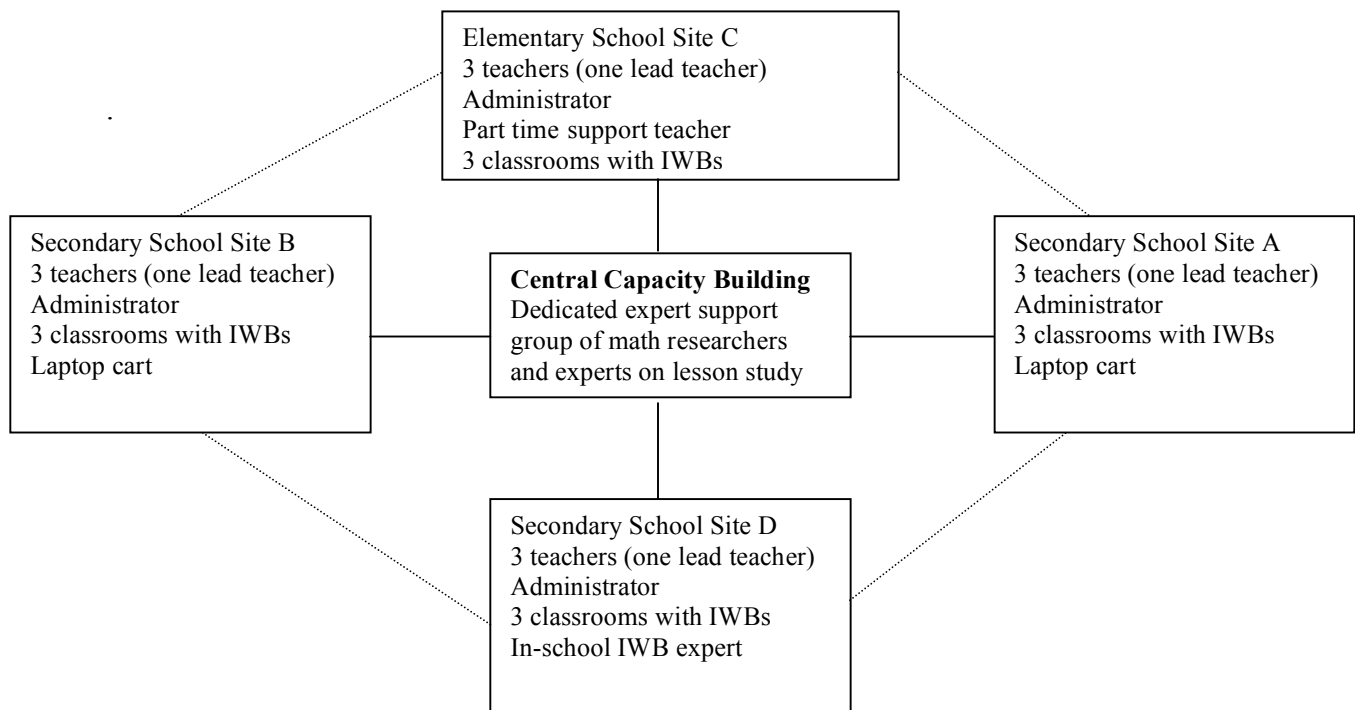 Elementary School Site C
3 teachers (one lead teacher)
Administrator
Part time support teacher
3 classrooms with IWBs
Secondary School Site B
3 teachers (one lead teacher)
Administrator
3 classrooms with IWBs
Laptop cart
Central Capacity Building
Dedicated expert support
group of math researchers
and experts on lesson study
Secondary School Site A
3 teachers (one lead teacher)
Administrator
3 classrooms with IWBs
Laptop cart
Secondary School Site D
3 teachers (one lead teacher)
Administrator
3 classrooms with IWBs
In-school IWB expert